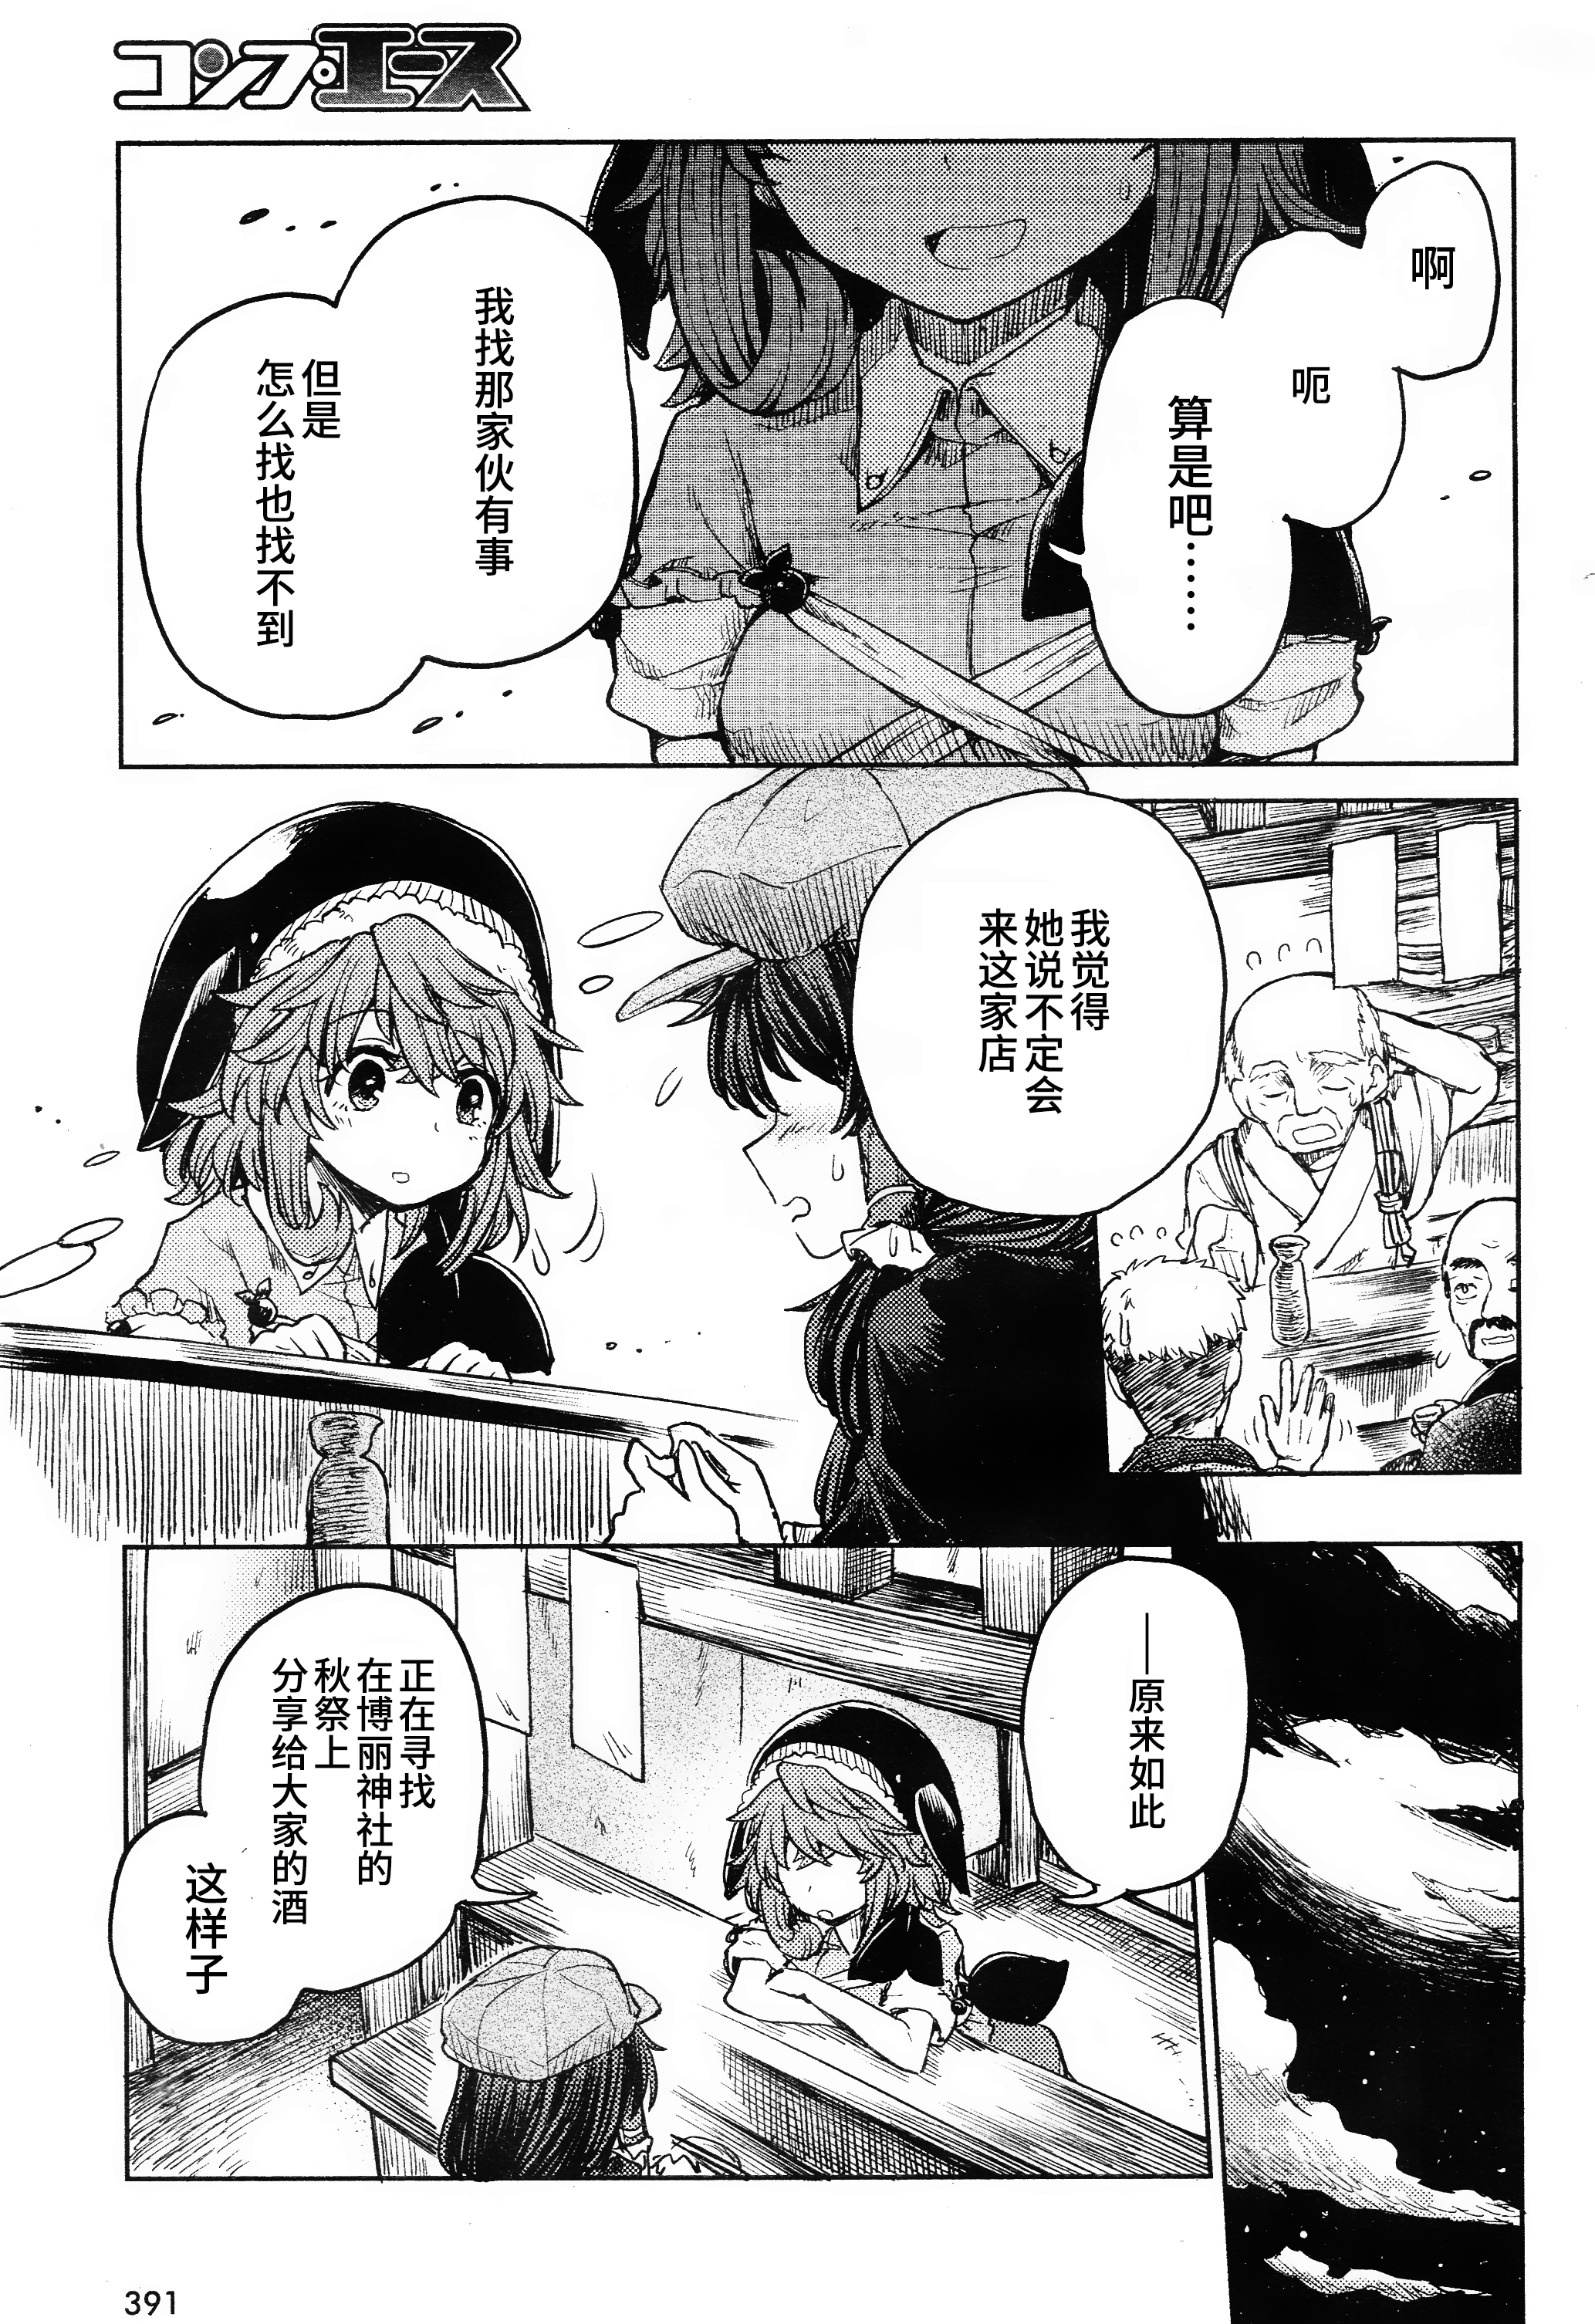 コンプ・エース
啊
呃
算是吧……
我找那家伙有事
但是
怎么找也找不到
我觉得
她说不定会
来这家店
——原来如此
正在寻找
在博丽神社的
秋祭上
分享给大家的酒
这样子
391